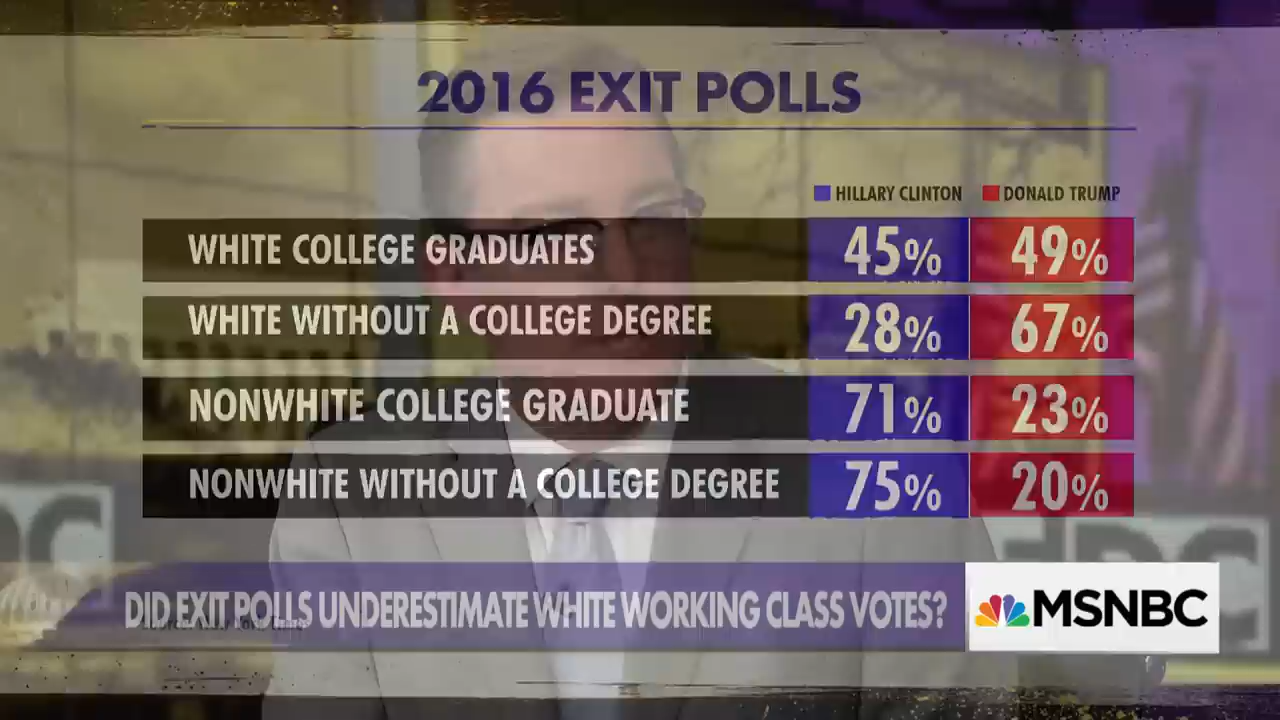 2016 EXIT POLLS
HILLARY CLINTON DONALD TRUMP
WHITE COLLEGE GRADUATES 45% 49%
WHITE WITHOUT A COLLEGE DEGREE 28% 67%
NONWHITE COLLEGE GRADUATE 71% 23%
NONWHITE WITHOUT A COLLEGE DEGREE 75% 20%
DID EXIT POLLS UNDERESTIMATE WHITE WORKING CLASS VOTES?
MSNBC